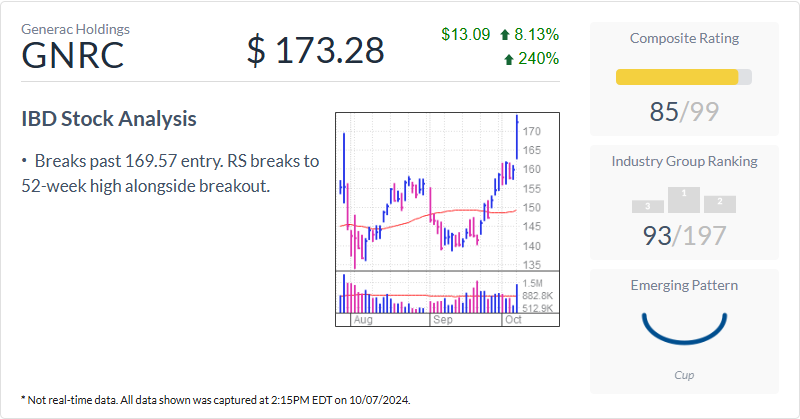 Generac Holdings
GNRC
$ 173.28
$13.09 8.13%
240%
IBD Stock Analysis
• Breaks past 169.57 entry. RS breaks to
52-week high alongside breakout.
170
165
160
155
150
145
140
135
1.5M
882.8K
512.9K
Aug Sep Oct
Composite Rating
85/99
Industry Group Ranking
3 1 2
93/197
Emerging Pattern
Cup
* Not real-time data. All data shown was captured at 2:15PM EDT on 10/07/2024.